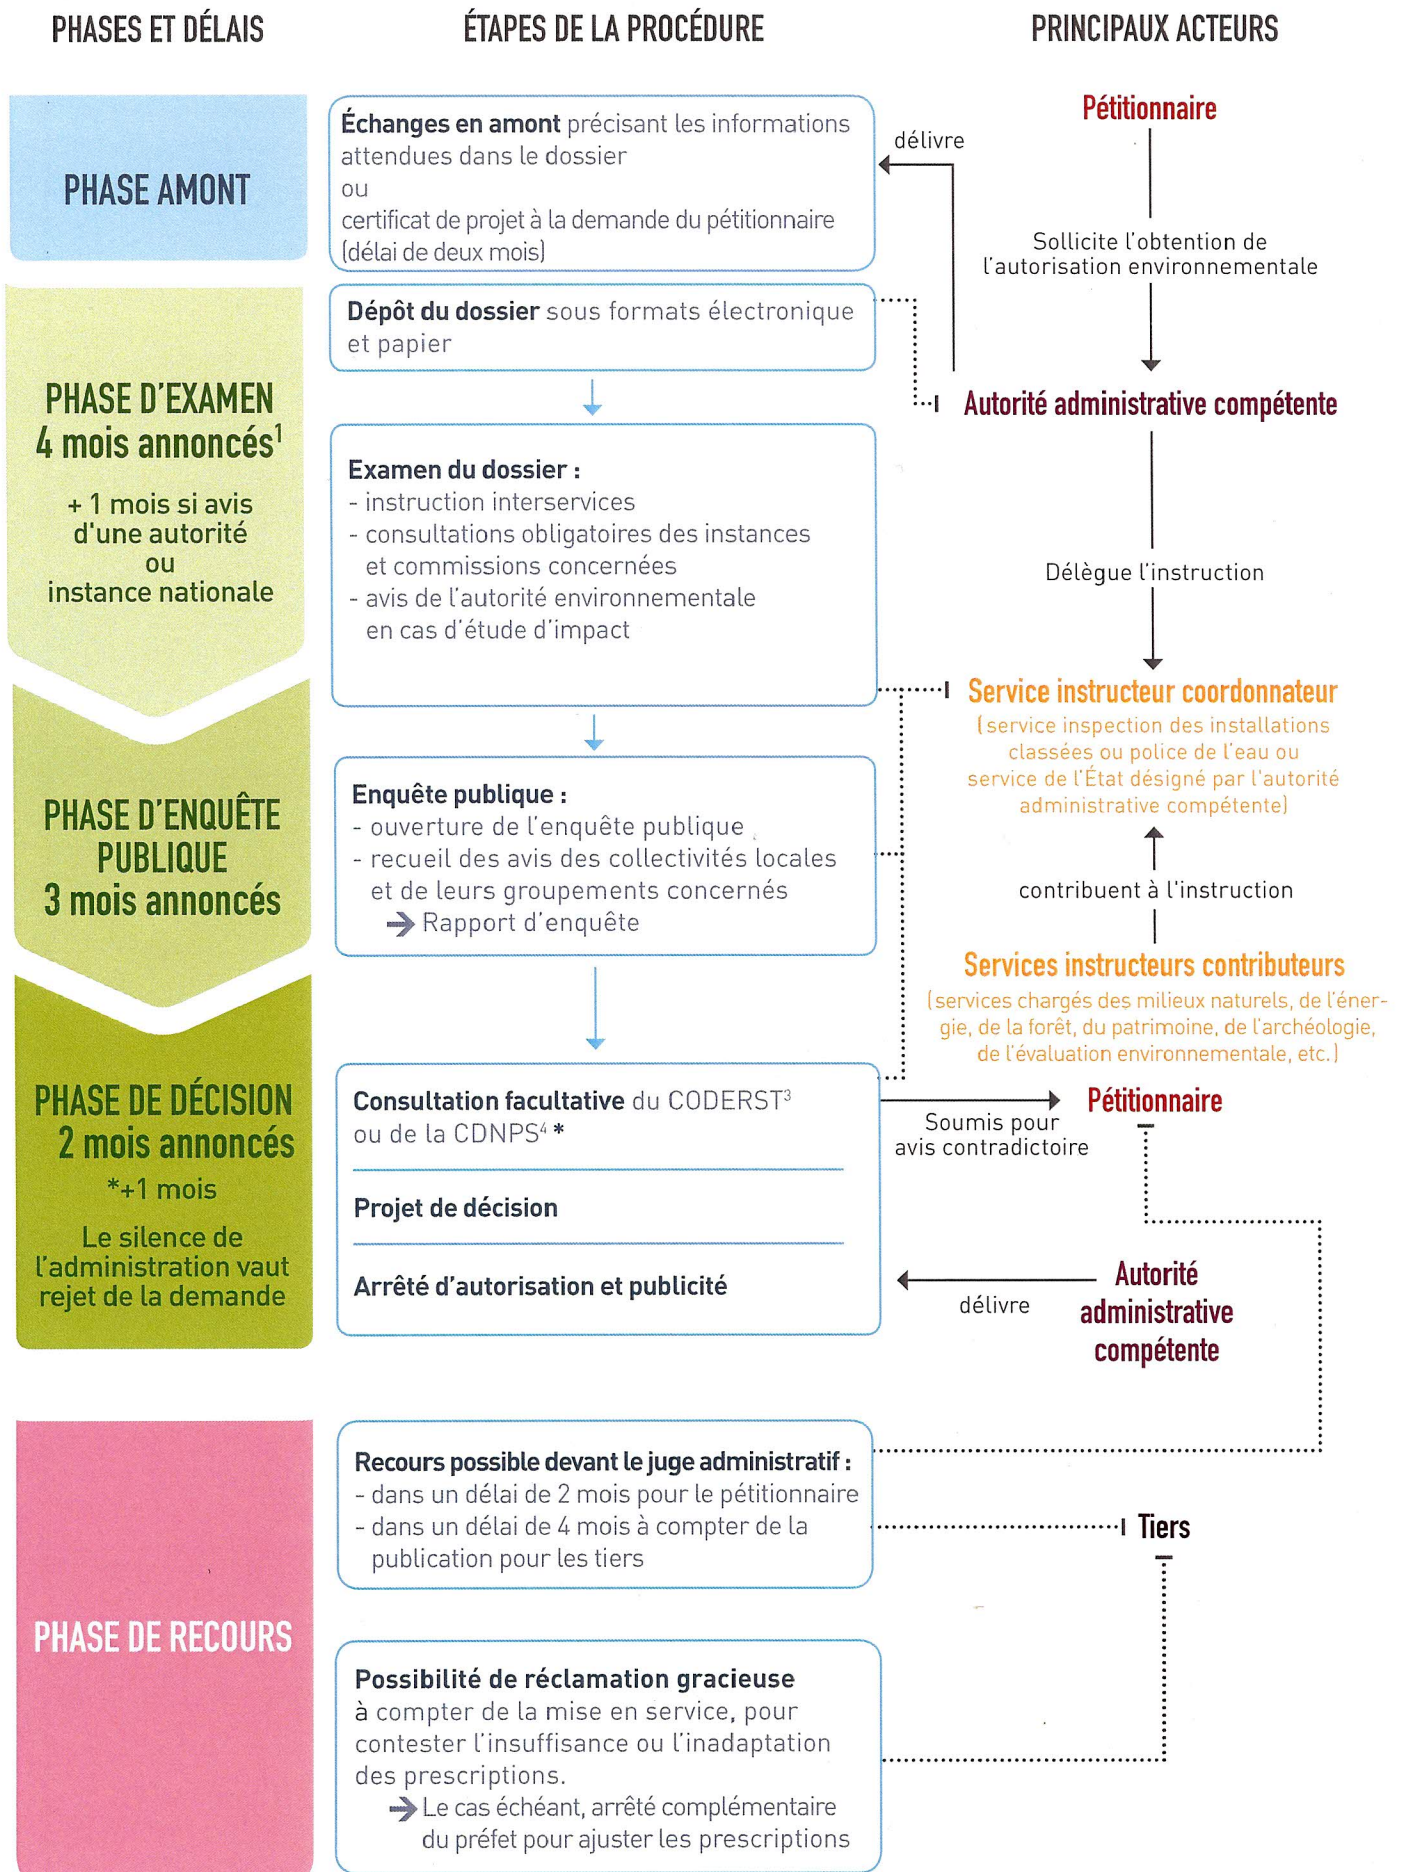 PHASES ET DÉLAIS
ÉTAPES DE LA PROCÉDURE
PRINCIPAUX ACTEURS
PHASE AMONT
Échanges en amont précisant les informations
attendues dans le dossier
ou
certificat de projet à la demande du pétitionnaire
(délai de deux mois)
délivre
Pétitionnaire
Sollicite l'obtention de
l'autorisation environnementale
PHASE D'EXAMEN
4 mois annoncés1
+ 1 mois si avis
d'une autorité
ou
instance nationale
Dépôt du dossier sous formats électronique
et papier
Autorité administrative compétente
Examen du dossier :
- instruction interservices
- consultations obligatoires des instances
et commissions concernées
- avis de l'autorité environnementale
en cas d'étude d'impact
Délègue l'instruction
Service instructeur coordonnateur
(service inspection des installations
classées ou police de l'eau ou
service de l'État désigné par l'autorité
administrative compétente)
PHASE D'ENQUÊTE
PUBLIQUE
3 mois annoncés
Enquête publique :
- ouverture de l'enquête publique
- recueil des avis des collectivités locales
et de leurs groupements concernés
➔ Rapport d'enquête
contribuent à l'instruction
Services instructeurs contributeurs
(services chargés des milieux naturels, de l'éner-
gie, de la forêt, du patrimoine, de l'archéologie,
de l'évaluation environnementale, etc.)
PHASE DE DÉCISION
2 mois annoncés
*+1 mois
Le silence de
l'administration vaut
rejet de la demande
Consultation facultative du CODERST3
ou de la CDNPS4 *
Projet de décision
Arrêté d'autorisation et publicité
Soumis pour
avis contradictoire
Pétitionnaire
délivre
Autorité
administrative
compétente
PHASE DE RECOURS
Recours possible devant le juge administratif :
- dans un délai de 2 mois pour le pétitionnaire
- dans un délai de 4 mois à compter de la
publication pour les tiers
Tiers
Possibilité de réclamation gracieuse
à compter de la mise en service, pour
contester l'insuffisance ou l'inadaptation
des prescriptions.
➔ Le cas échéant, arrêté complémentaire
du préfet pour ajuster les prescriptions